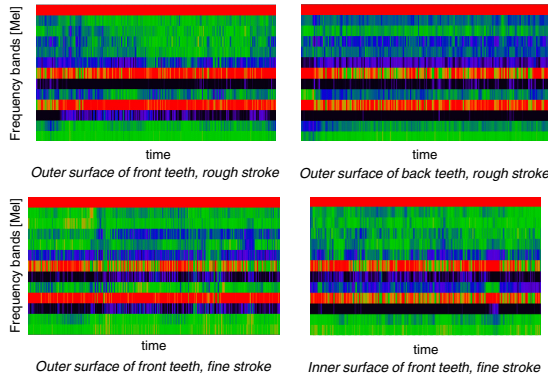 Frequency bands [Mel]
time
time
Outer surface of front teeth, rough stroke
Outer surface of back teeth, rough stroke
Frequency bands [Mel]
time
time
Outer surface of front teeth, fine stroke
Inner surface of front teeth, fine stroke